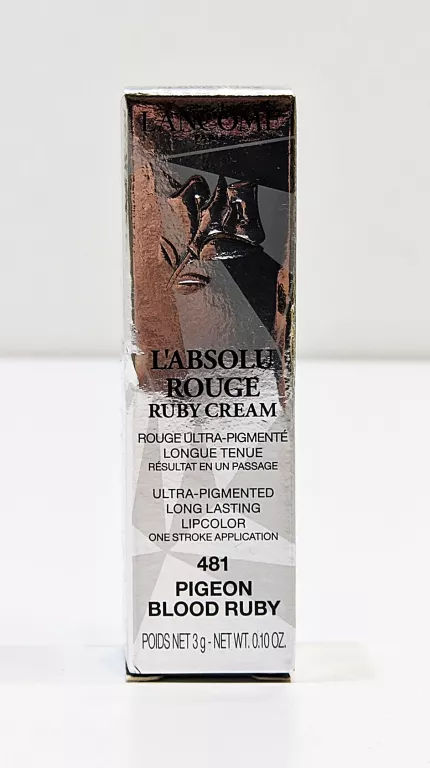 LANCÔME
L'ABSOLU
ROUGE
RUBY CREAM
ROUGE ULTRA-PIGMENTÉ
LONGUE TENUE
RÉSULTAT EN UN PASSAGE
ULTRA-PIGMENTED
LONG LASTING
LIPCOLOR
ONE STROKE APPLICATION
481
PIGEON
BLOOD RUBY
POIDS NET 3 g - NET WT. 0.10 OZ.